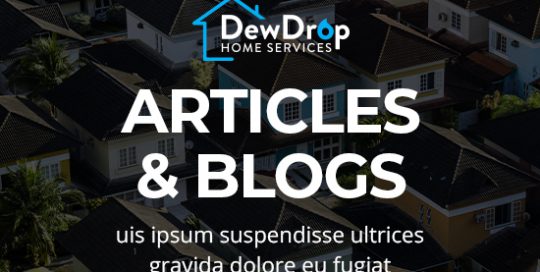 DewDrop
HOME SERVICES
ARTICLES
& BLOGS
uis ipsum suspendisse ultrices
gravida dolore eu fugiat